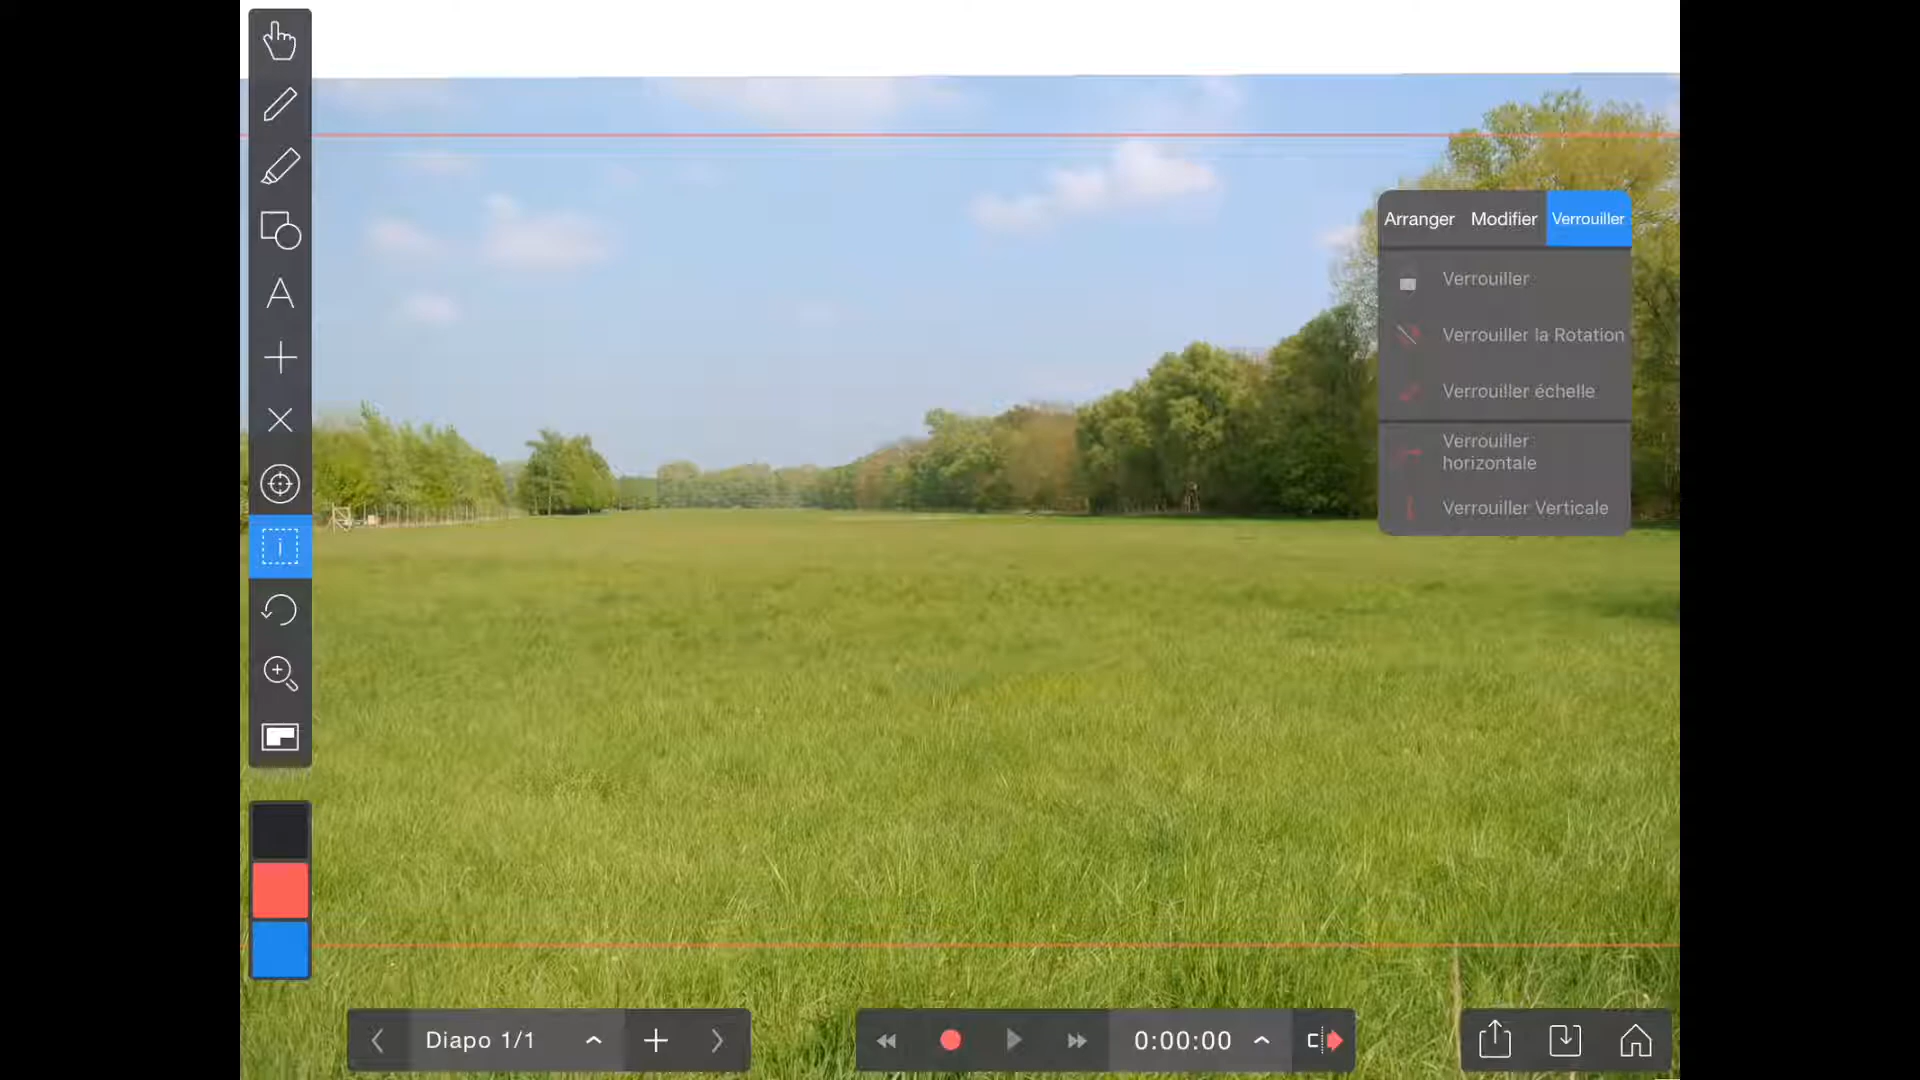 Arranger Modifier Verrouiller
Verrouiller
Verrouiller la Rotation
Verrouiller échelle
Verrouiller
horizontale
Verrouiller Verticale
A
i
Diapo 1/1
0:00:00